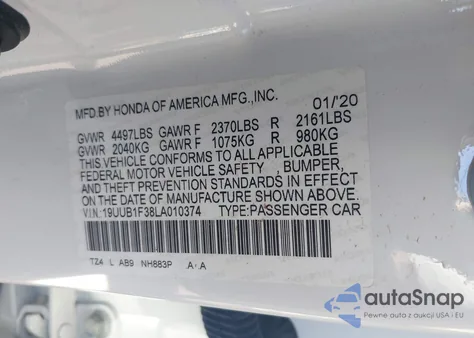 MFD.BY HONDA OF AMERICA MFG.,INC. 01/'20
GVWR 4497LBS GAWR F 2370LBS R 2161LBS
GVWR 2040KG GAWR F 1075KG R 980KG
THIS VEHICLE CONFORMS TO ALL APPLICABLE
FEDERAL MOTOR VEHICLE SAFETY , BUMPER,
AND THEFT PREVENTION STANDARDS IN EFFECT
ON THE DATE OF MANUFACTURE SHOWN ABOVE.
V.I.N:19UUB1F38LA010374 TYPE:PASSENGER CAR
TZ4 L AB9 NH883P A-A
autoSnap
Pewne auta z aukcji USA i EU